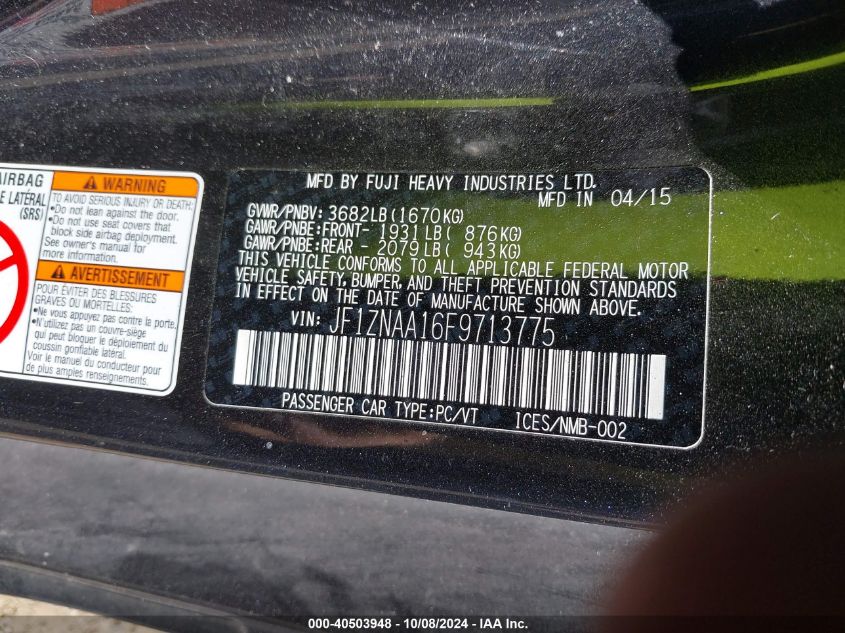 AIRBAG
LATÉRAL
(SRS)
WARNING
TO AVOID SERIOUS INJURY OR DEATH:
•Do not lean against the door.
•Do not use seat covers that
block side airbag deployment.
See owner's manual for
more information.
AVERTISSEMENT
POUR ÉVITER DES BLESSURES
GRAVES OU MORTELLES:
•Ne vous appuyez pas contre la porte.
•Ne pas utiliser un couvre-siège
qui peut bloquer le déploiement du
coussin gonflable latéral.
Voir le manuel du conducteur pour
de plus amples renseignements.
MFD BY FUJI HEAVY INDUSTRIES LTD.
MFD IN 04/15
GVWR/PNBV: 3682LB(1670KG)
GAWR/PNBE:FRONT- 1931LB( 876KG)
GAWR/PNBE:REAR - 2079LB( 943KG)
THIS VEHICLE CONFORMS TO ALL APPLICABLE FEDERAL MOTOR
VEHICLE SAFETY, BUMPER, AND THEFT PREVENTION STANDARDS
IN EFFECT ON THE DATE OF MANUFACTURE SHOWN ABOVE.
VIN: JF1ZNAA16F9713775
PASSENGER CAR TYPE:PC/VT ICES/NMB-002
000-40503948 - 10/08/2024 - IAA Inc.